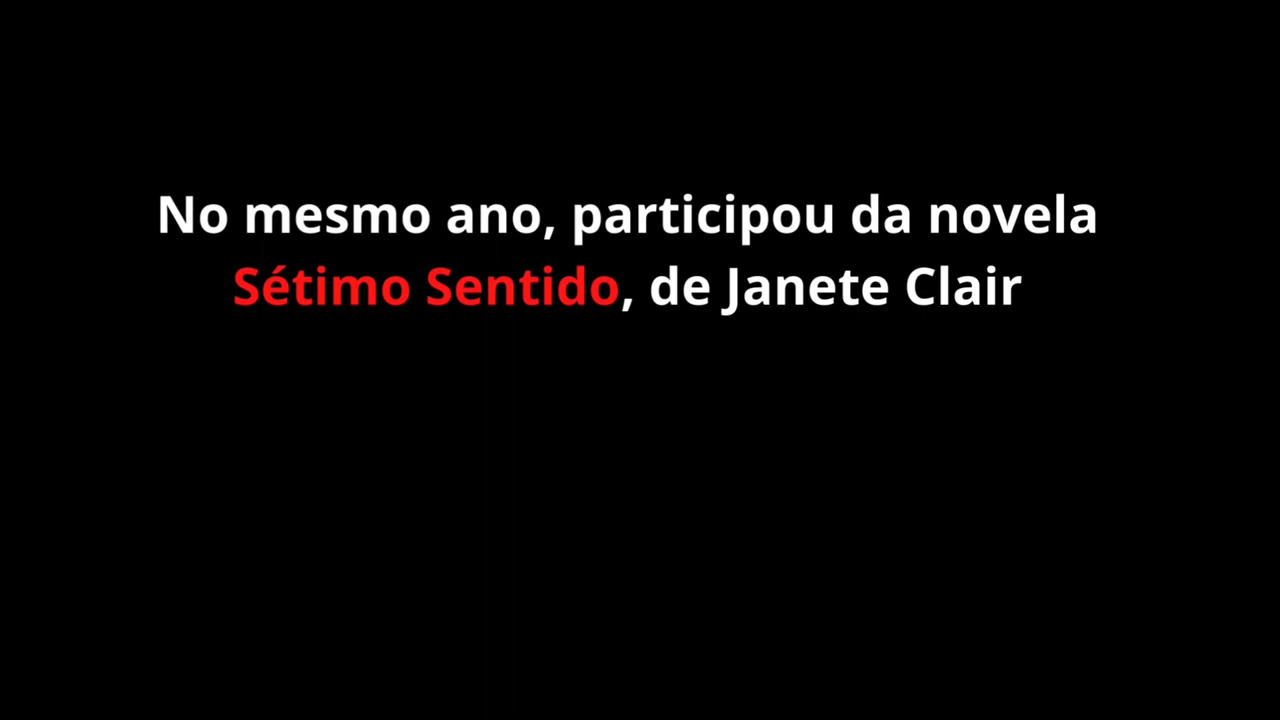 No mesmo ano, participou da novela
Sétimo Sentido, de Janete Clair